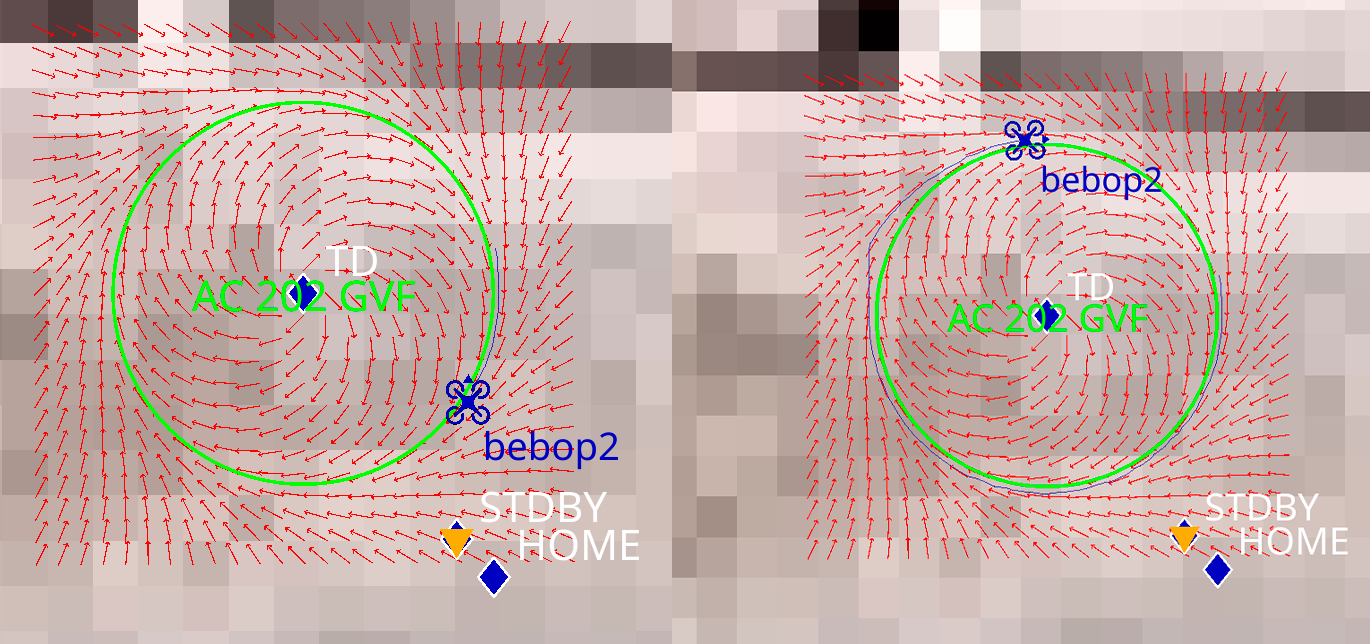 TD
AC 202 GVF
bebop2
STDBY
HOME
bebop2
TD
AC 202 GVF
STDBY
HOME